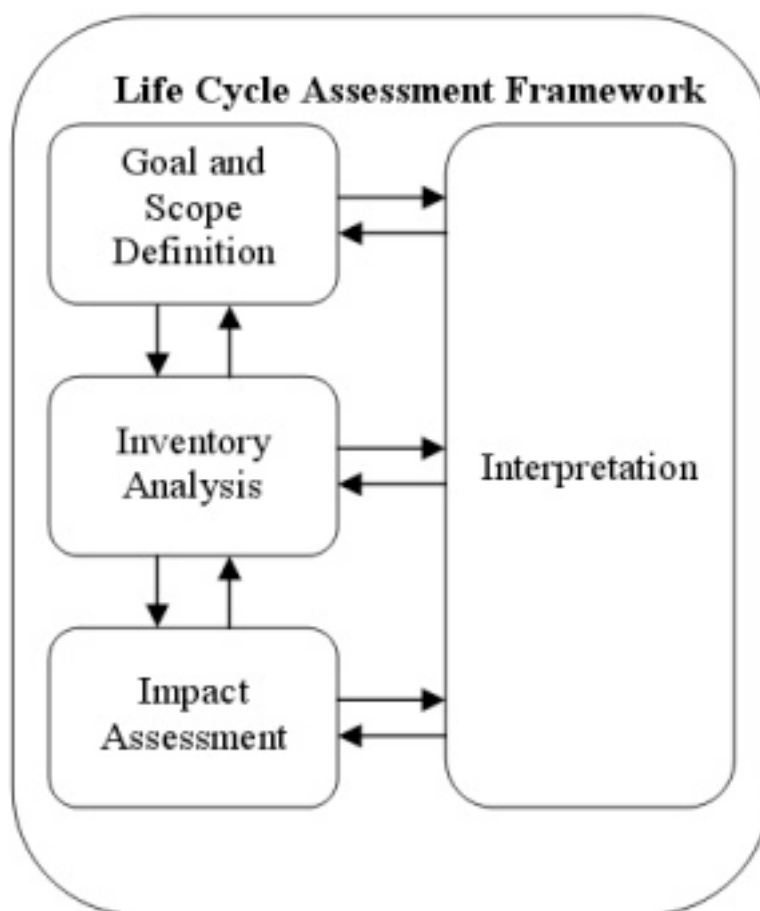 Life Cycle Assessment Framework
Goal and
Scope
Definition
Inventory
Analysis
Interpretation
Impact
Assessment